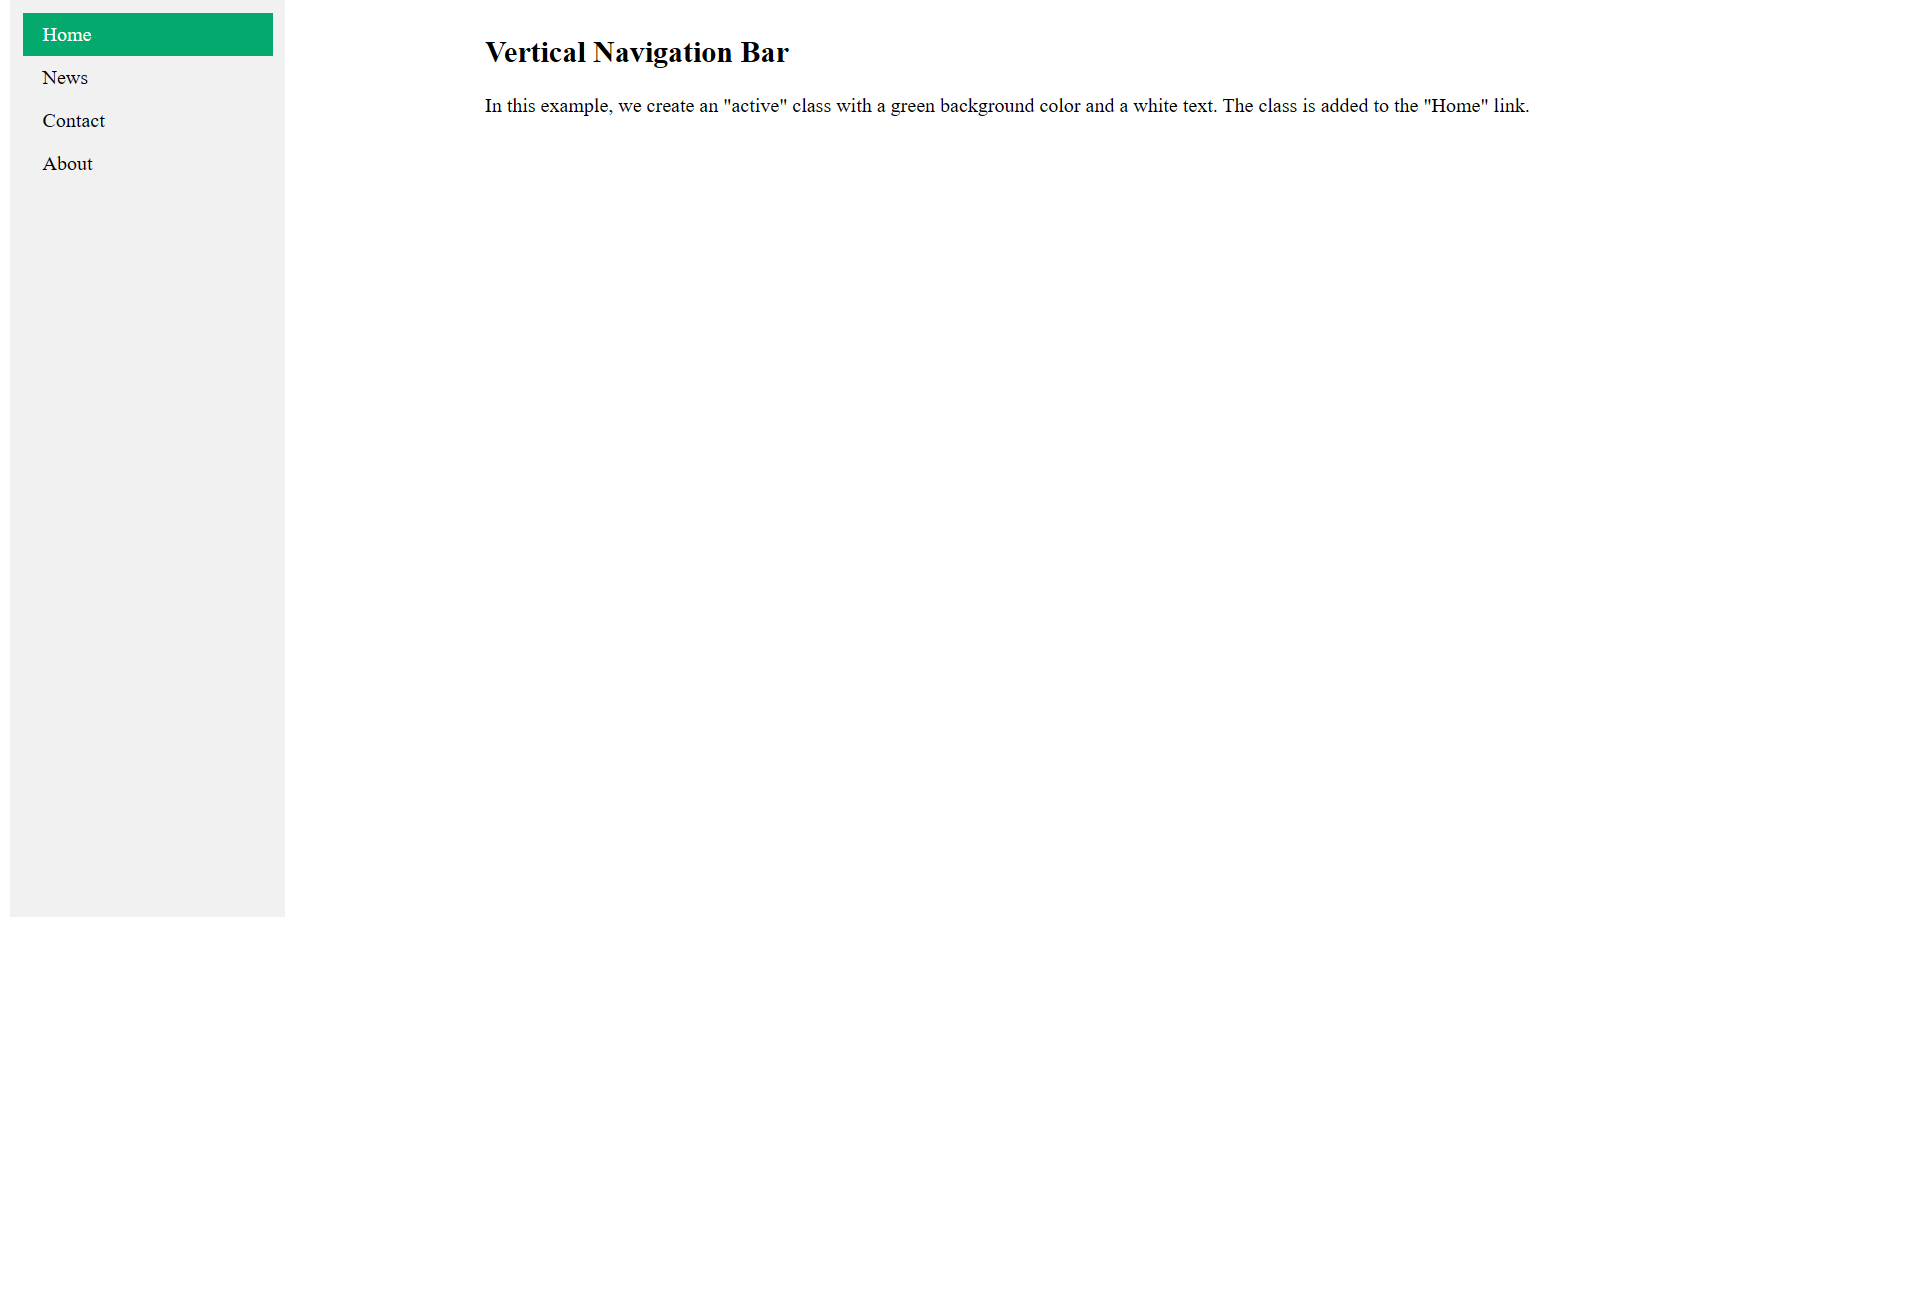 Home
News
Contact
About
Vertical Navigation Bar
In this example, we create an "active" class with a green background color and a white text. The class is added to the "Home" link.